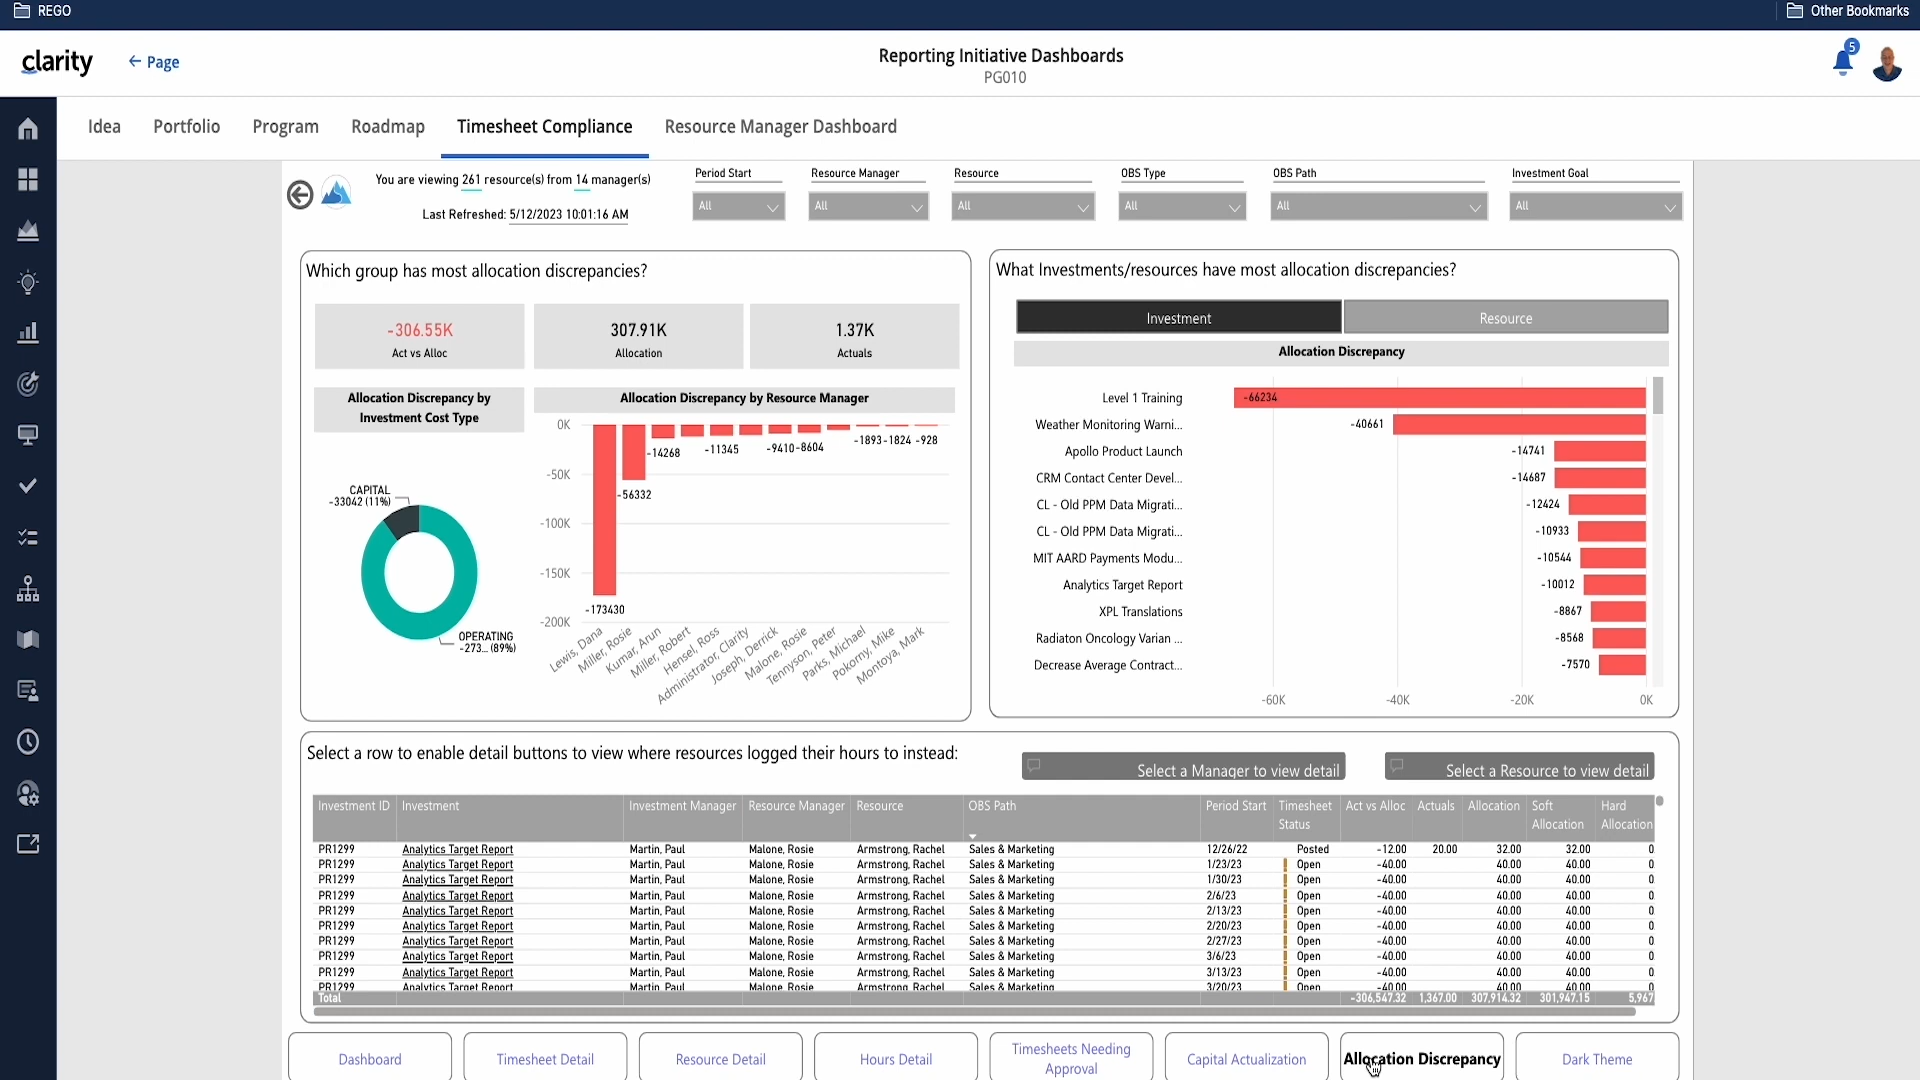 REGO
Other Bookmarks
clarity
← Page
Reporting Initiative Dashboards
PG010
5
Idea
Portfolio
Program
Roadmap
Timesheet Compliance
Resource Manager Dashboard
You are viewing 261 resource(s) from 14 manager(s)
Last Refreshed: 5/12/2023 10:01:16 AM
Period Start
All
Resource Manager
All
Resource
All
OBS Type
All
OBS Path
All
Investment Goal
All
Which group has most allocation discrepancies?
-306.55K
Act vs Alloc
307.91K
Allocation
1.37K
Actuals
Allocation Discrepancy by
Investment Cost Type
CAPITAL
-33042 (11%)
OPERATING
-273... (89%)
Allocation Discrepancy by Resource Manager
0K
-50K
-100K
-150K
-200K
-173430
-56332
-14268
-11345
-9410
-8604
-1893
-1824
-928
Lewis, Dana
Miller, Rosie
Kumar, Arun
Miller, Robert
Hensel, Ross
Administrator, Clarity
Joseph, Derrick
Malone, Rosie
Tennyson, Peter
Parks, Michael
Pokorny, Mike
Montoya, Mark
What Investments/resources have most allocation discrepancies?
Investment
Resource
Allocation Discrepancy
Level 1 Training -66234
Weather Monitoring Warni... -40661
Apollo Product Launch -14741
CRM Contact Center Devel... -14687
CL - Old PPM Data Migrati... -12424
CL - Old PPM Data Migrati... -10933
MIT AARD Payments Modu... -10544
Analytics Target Report -10012
XPL Translations -8867
Radiaton Oncology Varian ... -8568
Decrease Average Contract... -7570
-60K -40K -20K 0K
Select a row to enable detail buttons to view where resources logged their hours to instead:
Select a Manager to view detail
Select a Resource to view detail
Investment ID Investment Investment Manager Resource Manager Resource OBS Path Period Start Timesheet Status Act vs Alloc Actuals Allocation Soft Allocation Hard Allocation
PR1299 Analytics Target Report Martin, Paul Malone, Rosie Armstrong, Rachel Sales & Marketing 12/26/22 Posted -12.00 20.00 32.00 32.00 0
PR1299 Analytics Target Report Martin, Paul Malone, Rosie Armstrong, Rachel Sales & Marketing 1/23/23 Open -40.00 40.00 40.00 0
PR1299 Analytics Target Report Martin, Paul Malone, Rosie Armstrong, Rachel Sales & Marketing 1/30/23 Open -40.00 40.00 40.00 0
PR1299 Analytics Target Report Martin, Paul Malone, Rosie Armstrong, Rachel Sales & Marketing 2/6/23 Open -40.00 40.00 40.00 0
PR1299 Analytics Target Report Martin, Paul Malone, Rosie Armstrong, Rachel Sales & Marketing 2/13/23 Open -40.00 40.00 40.00 0
PR1299 Analytics Target Report Martin, Paul Malone, Rosie Armstrong, Rachel Sales & Marketing 2/20/23 Open -40.00 40.00 40.00 0
PR1299 Analytics Target Report Martin, Paul Malone, Rosie Armstrong, Rachel Sales & Marketing 2/27/23 Open -40.00 40.00 40.00 0
PR1299 Analytics Target Report Martin, Paul Malone, Rosie Armstrong, Rachel Sales & Marketing 3/6/23 Open -40.00 40.00 40.00 0
PR1299 Analytics Target Report Martin, Paul Malone, Rosie Armstrong, Rachel Sales & Marketing 3/13/23 Open -40.00 40.00 40.00 0
PR1299 Analytics Target Report Martin, Paul Malone, Rosie Armstrong, Rachel Sales & Marketing 3/20/23 Open -40.00 40.00 40.00 0
Total -306,547.32 1,367.00 307,914.32 301,947.15 5,967
Dashboard
Timesheet Detail
Resource Detail
Hours Detail
Timesheets Needing
Approval
Capital Actualization
Allocation Discrepancy
Dark Theme